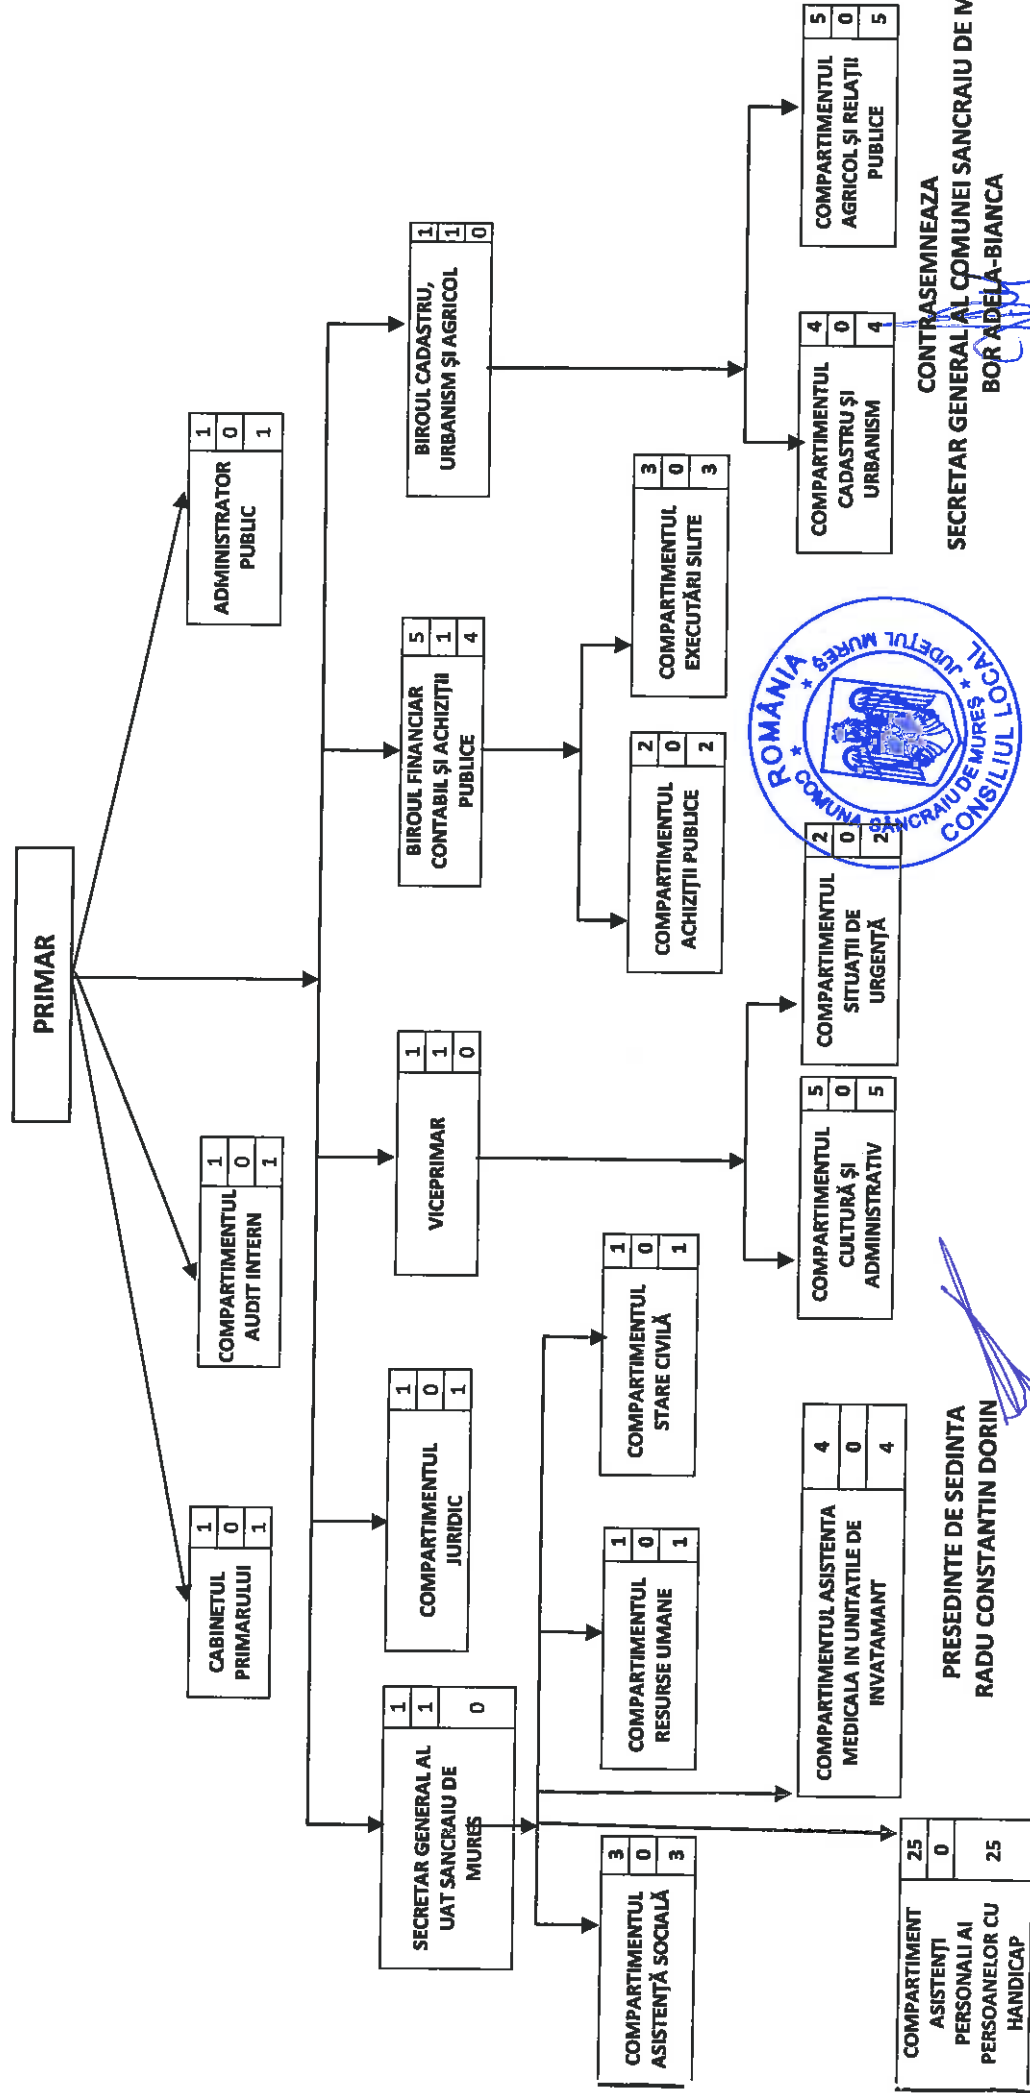 PRIMAR
CABINETUL
PRIMARULUI
1
0
1
COMPARTIMENTUL
AUDIT INTERN
1
0
1
ADMINISTRATOR
PUBLIC
1
0
1
SECRETAR GENERAL AL
UAT SANCRAIU DE
MURES
1
1
0
COMPARTIMENTUL
JURIDIC
1
0
1
VICEPRIMAR
1
1
0
BIROUL FINANCIAR
CONTABIL ȘI ACHIZIȚII
PUBLICE
5
1
4
BIROUL CADASTRU,
URBANISM ȘI AGRICOL
1
1
0
COMPARTIMENTUL
ASISTENȚĂ SOCIALĂ
3
0
3
COMPARTIMENTUL
RESURSE UMANE
1
0
1
COMPARTIMENTUL
STARE CIVILĂ
1
0
1
COMPARTIMENTUL
ACHIZIȚII PUBLICE
2
0
2
COMPARTIMENTUL
EXECUTĂRI SILITE
3
0
3
COMPARTIMENTUL ASISTENTA
MEDICALA IN UNITATILE DE
INVATAMANT
4
0
4
COMPARTIMENTUL
CULTURĂ ȘI
ADMINISTRATIV
5
0
5
COMPARTIMENTUL
SITUAȚII DE
URGENȚĂ
2
0
2
COMPARTIMENTUL
CADASTRU ȘI
URBANISM
4
0
4
COMPARTIMENTUL
AGRICOL ȘI RELAȚII
PUBLICE
5
0
5
COMPARTIMENT
ASISTENȚI
PERSONALI AI
PERSOANELOR CU
HANDICAP
25
0
25
PRESEDINTE DE SEDINTA
RADU CONSTANTIN DORIN
ROMÂNIA
★ JUDEȚUL MUREȘ ★
COMUNA SÂNCRAIU DE MUREȘ
CONSILIUL LOCAL
CONTRASEMNEAZA
SECRETAR GENERAL AL COMUNEI SANCRAIU DE M
BOR ADELA-BIANCA